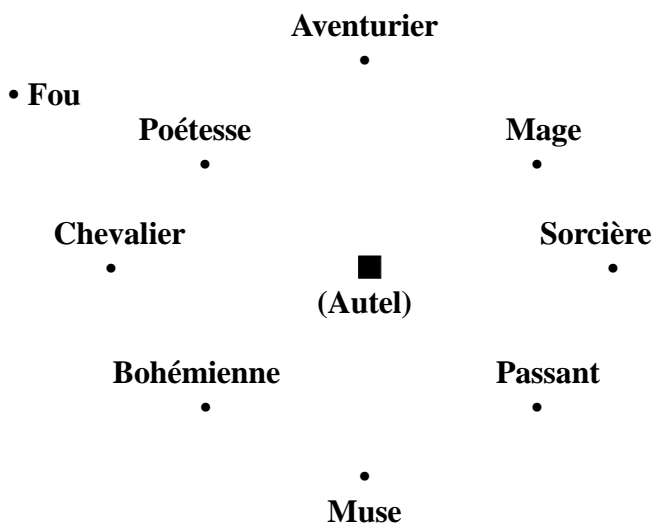 Aventurier
• Fou
Poétesse
Mage
Chevalier
Sorcière
(Autel)
Bohémienne
Passant
Muse